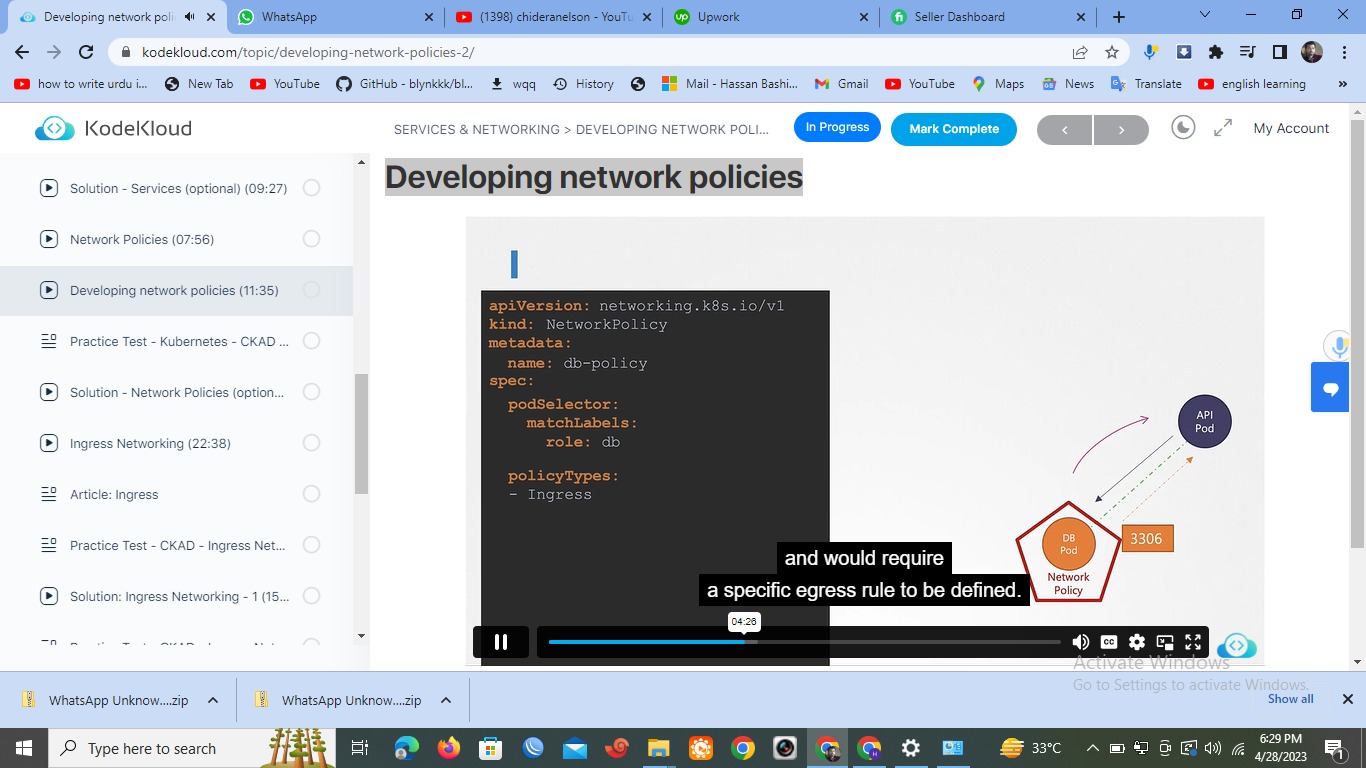 Developing network poli
WhatsApp
(1398) chideranelson - YouTu
Upwork
Seller Dashboard
kodekloud.com/topic/developing-network-policies-2/
how to write urdu i...
New Tab
YouTube
GitHub - blynkkk/bl...
wqq
History
Mail - Hassan Bashi...
Gmail
YouTube
Maps
News
Translate
english learning
»
KodeKloud
SERVICES & NETWORKING > DEVELOPING NETWORK POLI...
In Progress
Mark Complete
<
>
My Account
Solution - Services (optional) (09:27)
Network Policies (07:56)
Developing network policies (11:35)
Practice Test - Kubernetes - CKAD ...
Solution - Network Policies (option...
Ingress Networking (22:38)
Article: Ingress
Practice Test - CKAD - Ingress Net...
Solution: Ingress Networking - 1 (15...
Developing network policies
apiVersion: networking.k8s.io/v1
kind: NetworkPolicy
metadata:
name: db-policy
spec:
podSelector:
matchLabels:
role: db
policyTypes:
- Ingress
API
Pod
DB
Pod
3306
Network
Policy
and would require
a specific egress rule to be defined.
04:26
CC
Activate Windows
Go to Settings to activate Windows.
WhatsApp Unknow....zip
WhatsApp Unknow....zip
Show all
Type here to search
33°C
6:29 PM
4/28/2023
1